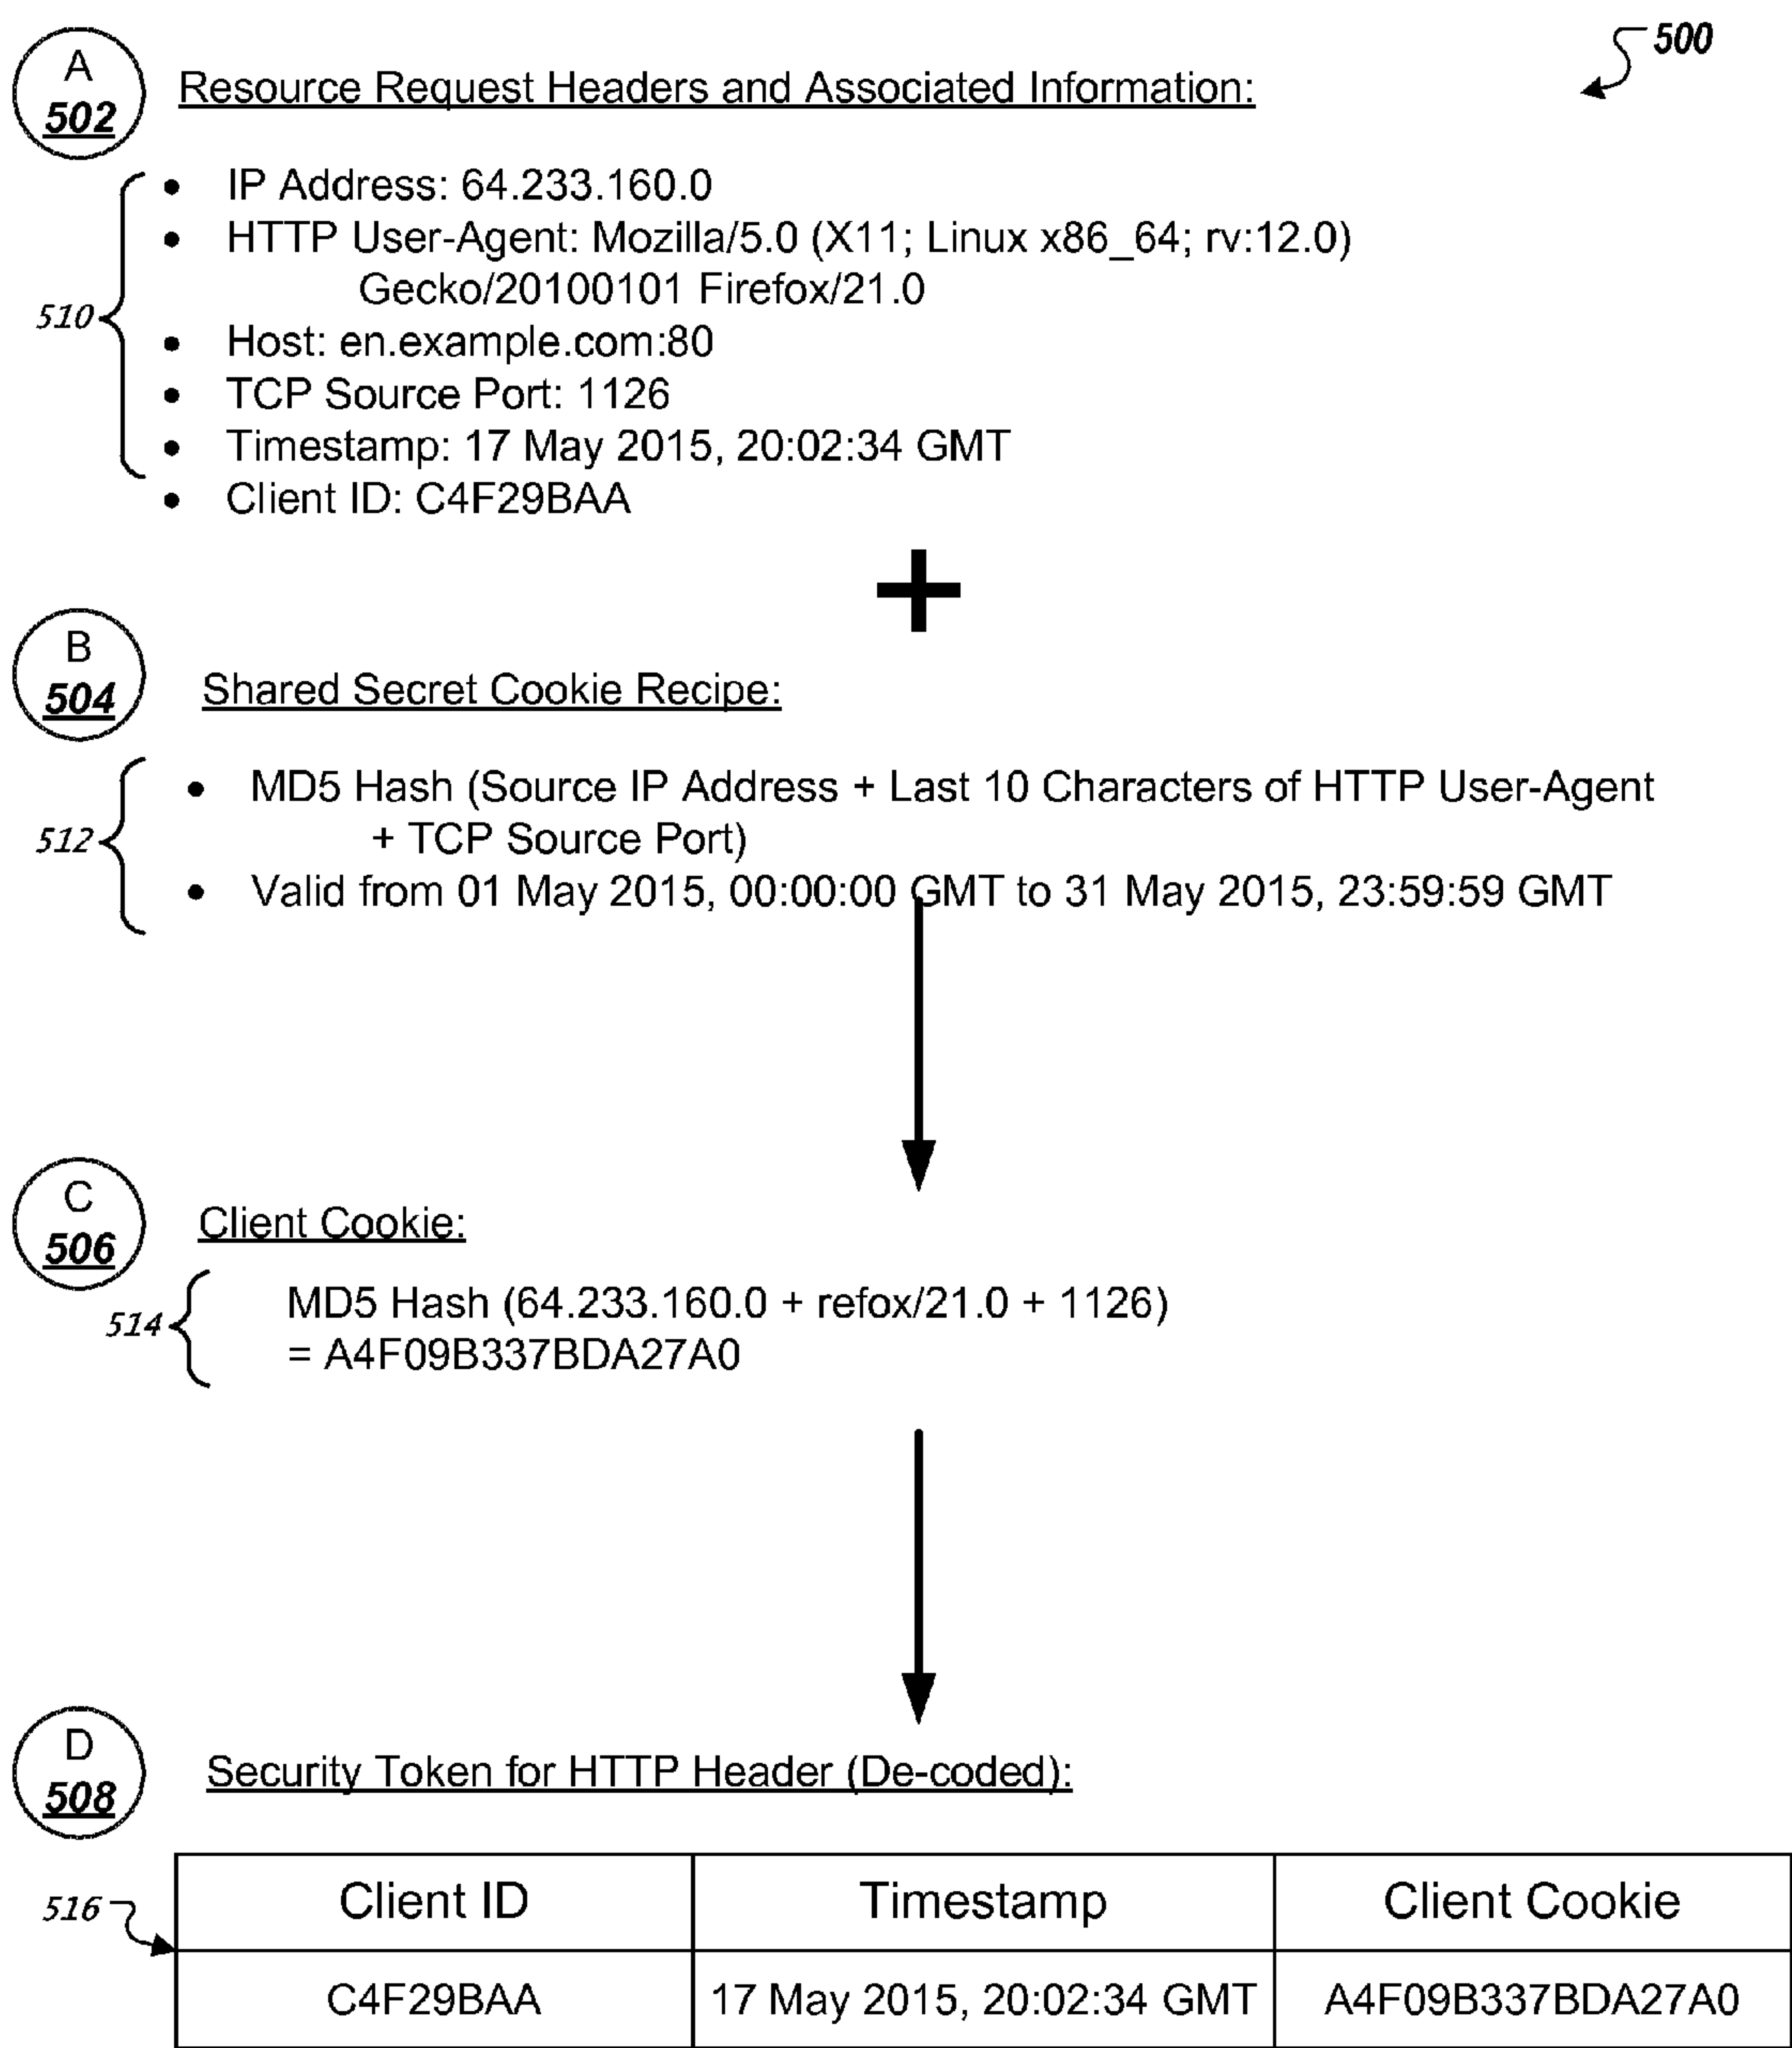 500
A
502
Resource Request Headers and Associated Information:
510
• IP Address: 64.233.160.0
• HTTP User-Agent: Mozilla/5.0 (X11; Linux x86_64; rv:12.0)
Gecko/20100101 Firefox/21.0
• Host: en.example.com:80
• TCP Source Port: 1126
• Timestamp: 17 May 2015, 20:02:34 GMT
• Client ID: C4F29BAA
+
B
504
Shared Secret Cookie Recipe:
512
• MD5 Hash (Source IP Address + Last 10 Characters of HTTP User-Agent
+ TCP Source Port)
• Valid from 01 May 2015, 00:00:00 GMT to 31 May 2015, 23:59:59 GMT
C
506
Client Cookie:
514
MD5 Hash (64.233.160.0 + refox/21.0 + 1126)
= A4F09B337BDA27A0
D
508
Security Token for HTTP Header (De-coded):
516
Client ID Timestamp Client Cookie
C4F29BAA 17 May 2015, 20:02:34 GMT A4F09B337BDA27A0